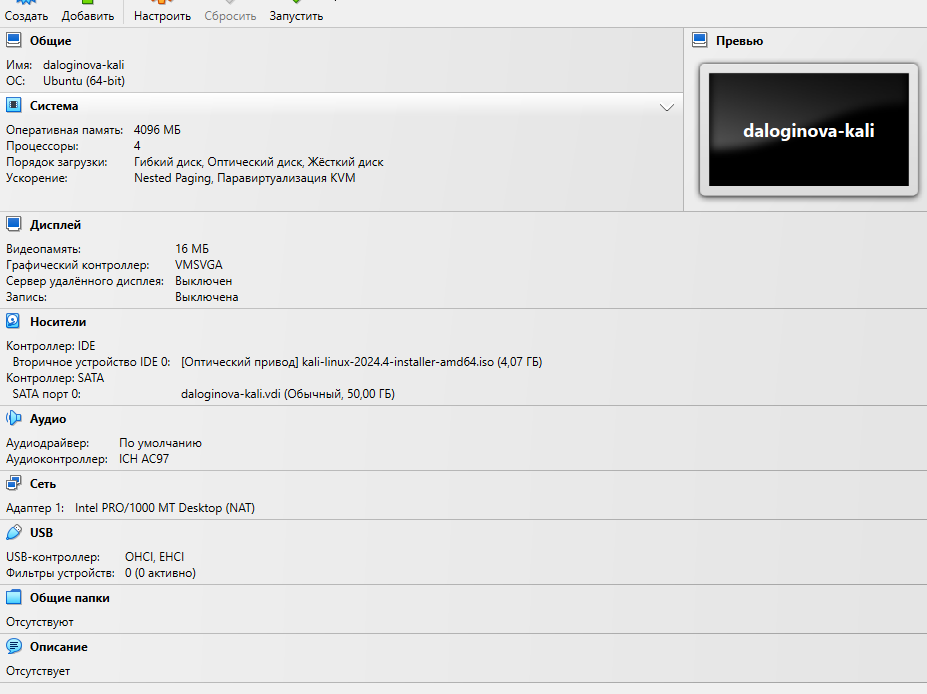 Создать Добавить Настроить Сбросить Запустить
Общие
Имя: daloginova-kali
ОС: Ubuntu (64-bit)
Превью
daloginova-kali
Система
Оперативная память: 4096 МБ
Процессоры: 4
Порядок загрузки: Гибкий диск, Оптический диск, Жёсткий диск
Ускорение: Nested Paging, Паравиртуализация KVM
Дисплей
Видеопамять: 16 МБ
Графический контроллер: VMSVGA
Сервер удалённого дисплея: Выключен
Запись: Выключена
Носители
Контроллер: IDE
Вторичное устройство IDE 0: [Оптический привод] kali-linux-2024.4-installer-amd64.iso (4,07 ГБ)
Контроллер: SATA
SATA порт 0: daloginova-kali.vdi (Обычный, 50,00 ГБ)
Аудио
Аудиодрайвер: По умолчанию
Аудиоконтроллер: ICH AC97
Сеть
Адаптер 1: Intel PRO/1000 MT Desktop (NAT)
USB
USB-контроллер: OHCI, EHCI
Фильтры устройств: 0 (0 активно)
Общие папки
Отсутствуют
Описание
Отсутствует